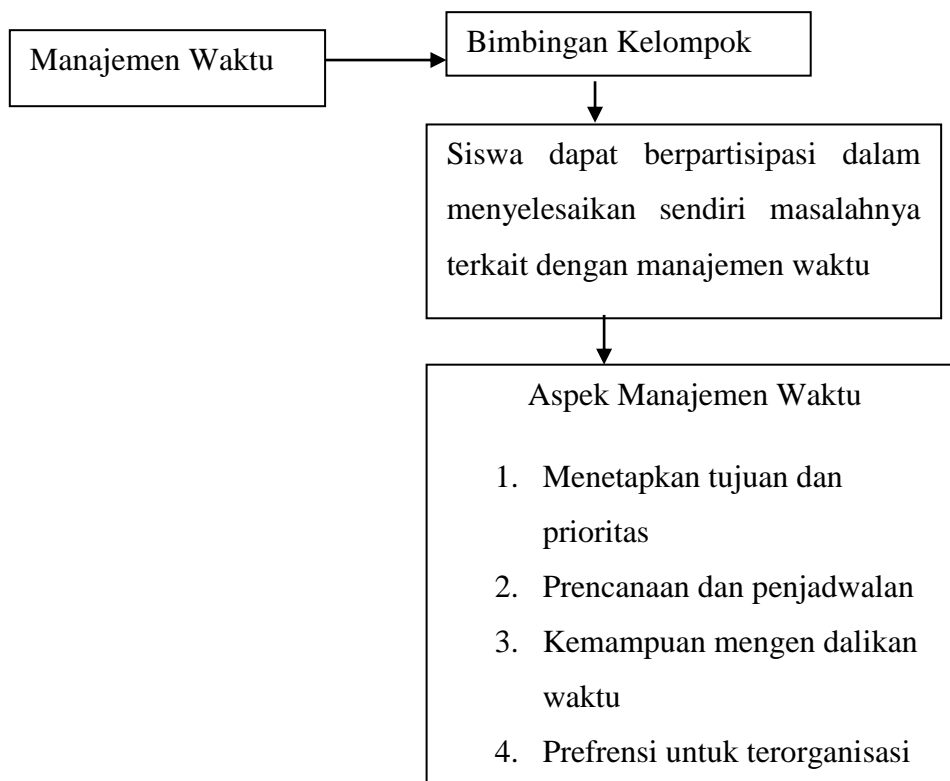 Manajemen Waktu
Bimbingan Kelompok
Siswa dapat berpartisipasi dalam
menyelesaikan sendiri masalahnya
terkait dengan manajemen waktu
Aspek Manajemen Waktu
1. Menetapkan tujuan dan
prioritas
2. Prencanaan dan penjadwalan
3. Kemampuan mengen dalikan
waktu
4. Prefrensi untuk terorganisasi